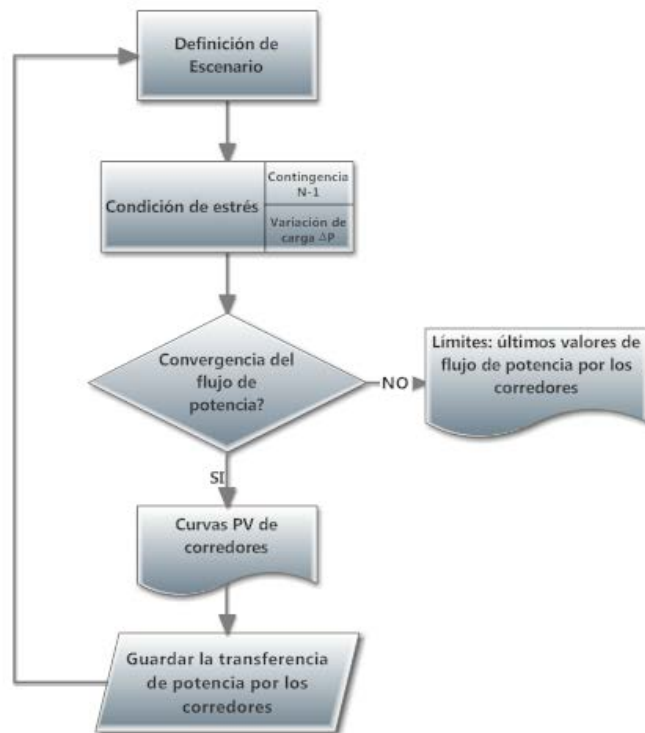 Definición de
Escenario
Condición de estrés
Contingencia
N-1
Variación de
carga ΔP
Convergencia del
flujo de
potencia?
NO
Límites: últimos valores de
flujo de potencia por los
corredores
SI
Curvas PV de
corredores
Guardar la transferencia
de potencia por los
corredores